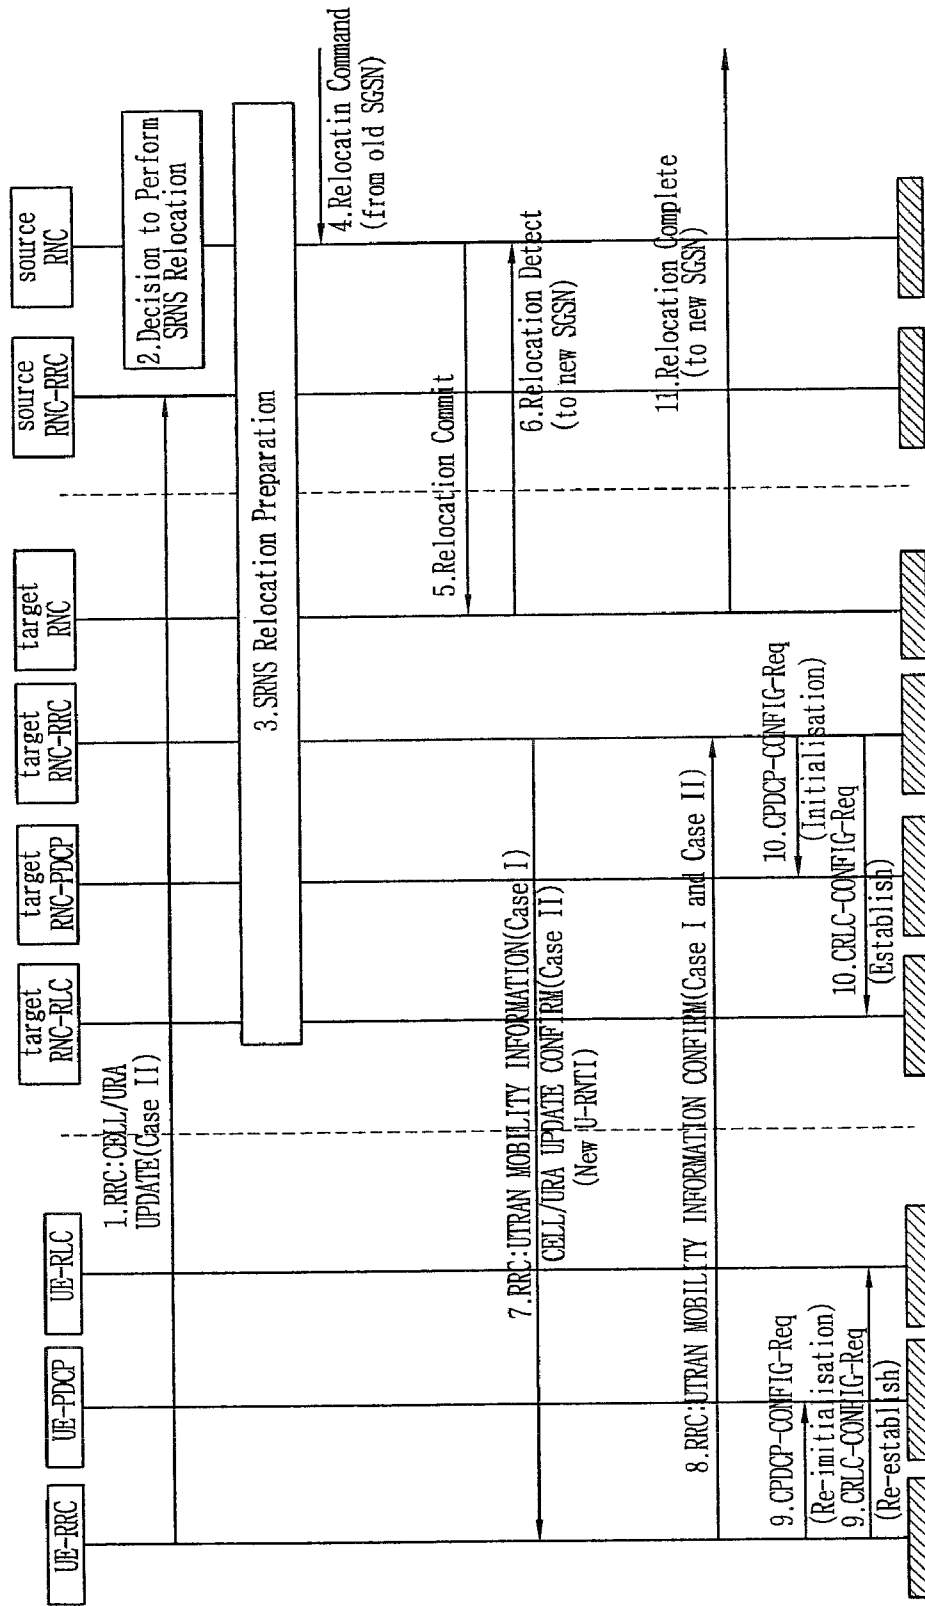 UE-RRC
UE-PDCP
UE-RLC
target
RNC-RLC
target
RNC-PDCP
target
RNC-RRC
target
RNC
source
RNC-RRC
source
RNC
1.RRC:CELL/URA
UPDATE(Case II)
2.Decision to Perform
SRNS Relocation
3.SRNS Relocation Preparation
4.Relocatin Command
(from old SGSN)
5.Relocation Commit
6.Relocation Detect
(to new SGSN)
7.RRC:UTRAN MOBILITY INFORMATION(Case I)
CELL/URA UPDATE CONFIRM(Case II)
(New U-RNTI)
8.RRC:UTRAN MOBILITY INFORMATION CONFIRM(Case I and Case II)
11.Relocation Complete
(to new SGSN)
9.CPDCP-CONFIG-Req
(Re-imitialisation)
9.CRLC-CONHIG-Req
(Re-establish)
10.CPDCP-CONFIG-Req
(Initialisation)
10.CRLC-CONFIG-Req
(Establish)